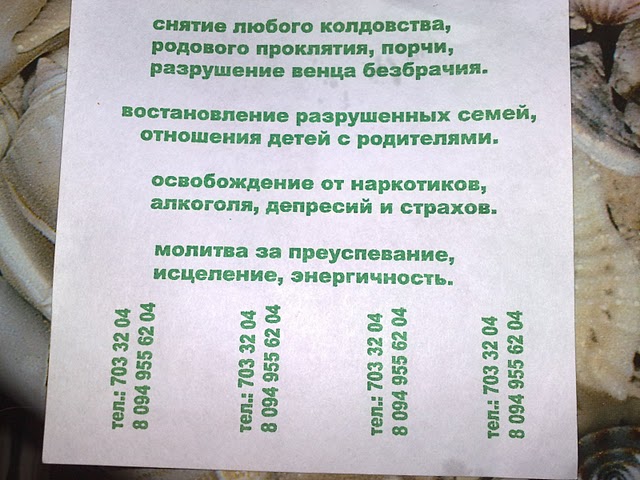 снятие любого колдовства,
родового проклятия, порчи,
разрушение венца безбрачия.
востановление разрушенных семей,
отношения детей с родителями.
освобождение от наркотиков,
алкоголя, депресий и страхов.
молитва за преуспевание,
исцеление, энергичность.
тел.: 703 32 04
8 094 955 62 04
тел.: 703 32 04
8 094 955 62 04
тел.: 703 32 04
8 094 955 62 04
тел.: 703 32 04
8 094 955 62 04